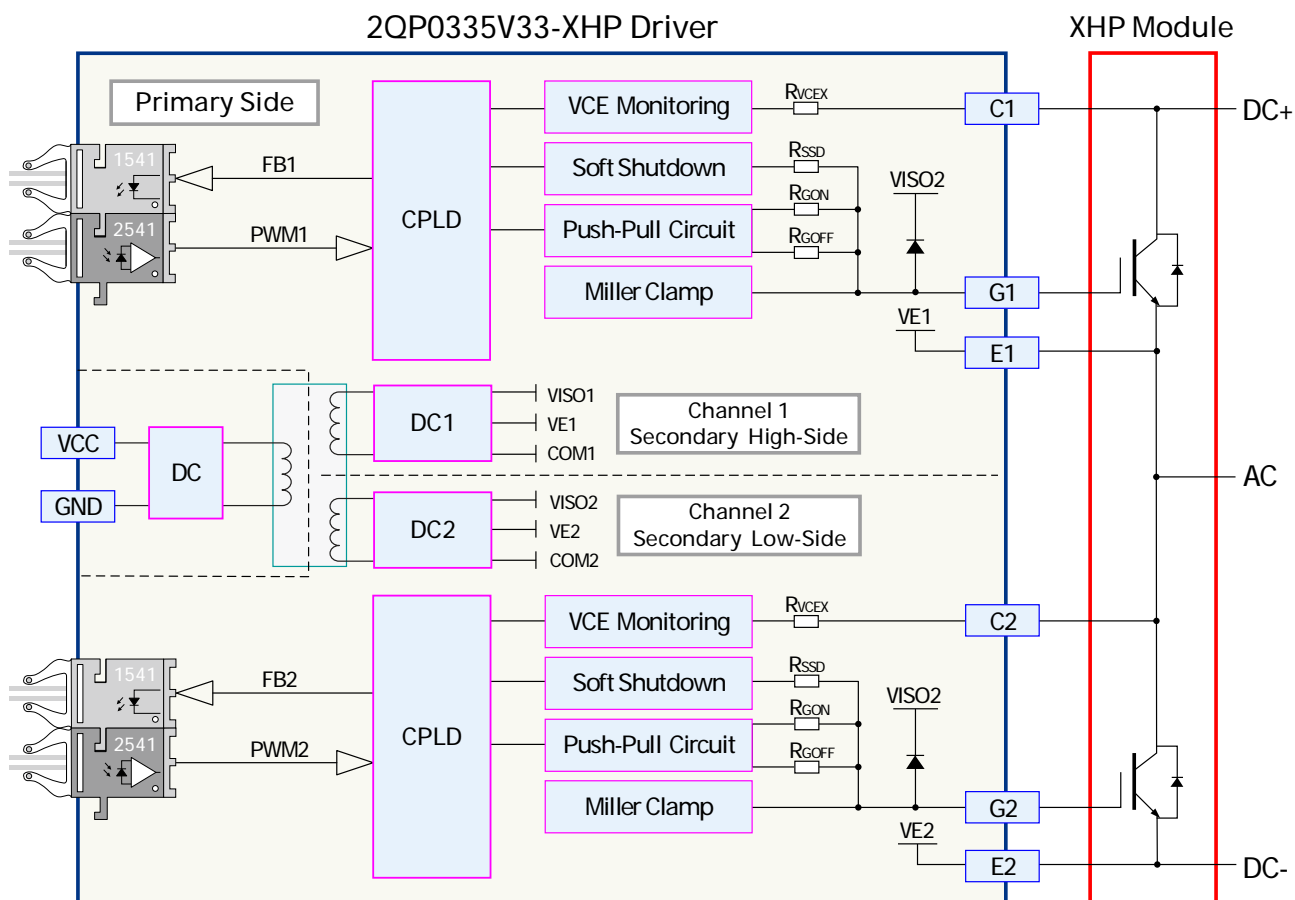 2QP0335V33-XHP Driver
XHP Module
Primary Side
1541
FB1
2541
PWM1
CPLD
VCE Monitoring
RVCEX
C1
DC+
Soft Shutdown
RSSD
Push-Pull Circuit
RGON
RGOFF
VISO2
Miller Clamp
G1
VE1
E1
VCC
GND
DC
DC1
VISO1
VE1
COM1
Channel 1
Secondary High-Side
AC
DC2
VISO2
VE2
COM2
Channel 2
Secondary Low-Side
1541
FB2
2541
PWM2
CPLD
VCE Monitoring
RVCEX
C2
Soft Shutdown
RSSD
Push-Pull Circuit
RGON
RGOFF
VISO2
Miller Clamp
G2
VE2
E2
DC-